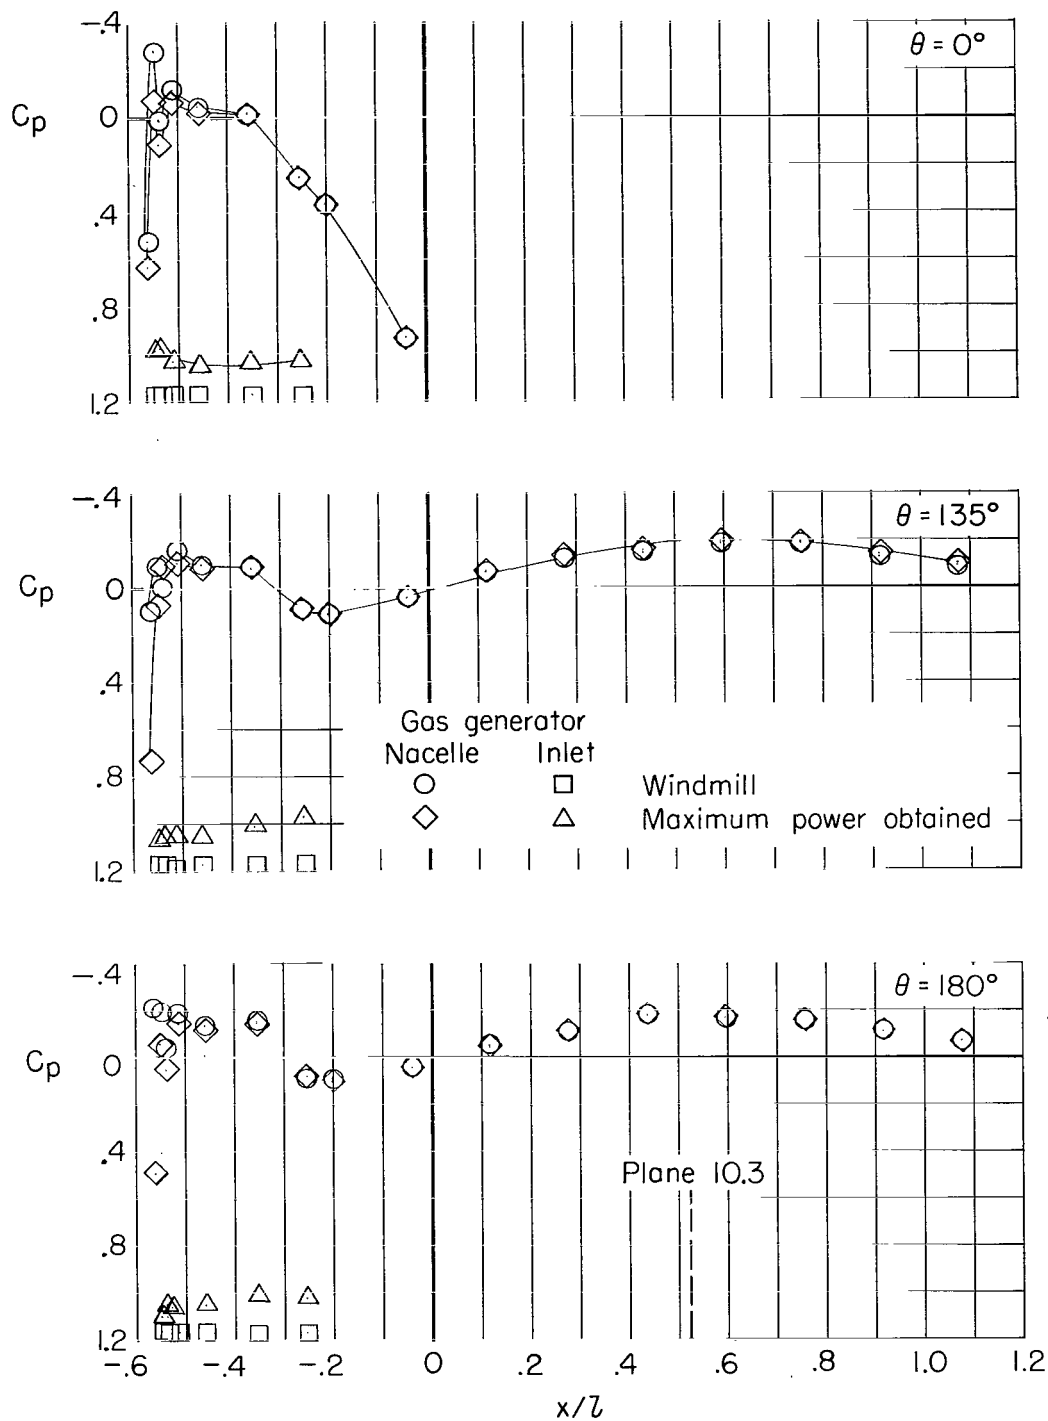 -.4
θ = 0°
Cp
0
.4
.8
1.2
-.4
θ = 135°
Cp
0
.4
Gas generator
Nacelle Inlet
.8
Windmill
Maximum power obtained
1.2
-.4
θ = 180°
Cp
0
.4
Plane 10.3
.8
1.2
-.6 -.4 -.2 0 .2 .4 .6 .8 1.0 1.2
x/l